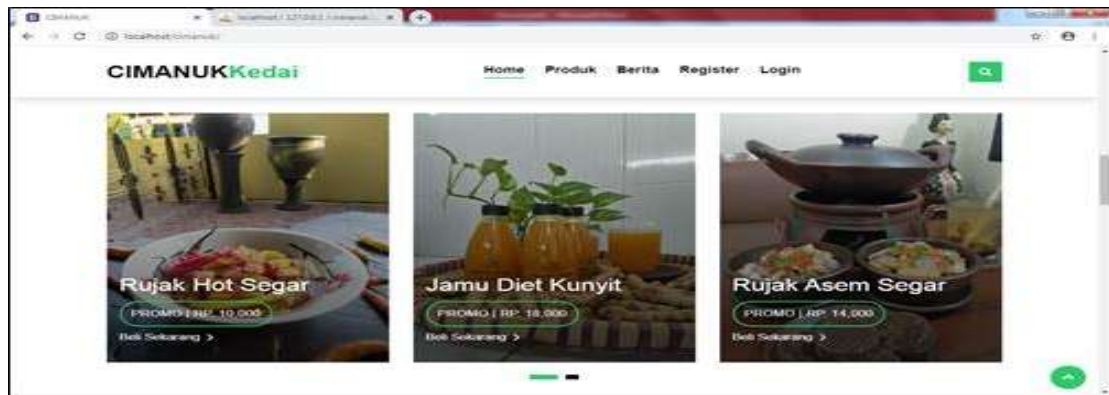 CIMANUK
localhost/cimanuk/
CIMANUKKedai
Home Produk Berita Register Login
Rujak Hot Segar
PROMO | RP. 10,000
Beli Sekarang >
Jamu Diet Kunyit
PROMO | RP. 18,000
Beli Sekarang >
Rujak Asem Segar
PROMO | RP. 14,000
Beli Sekarang >